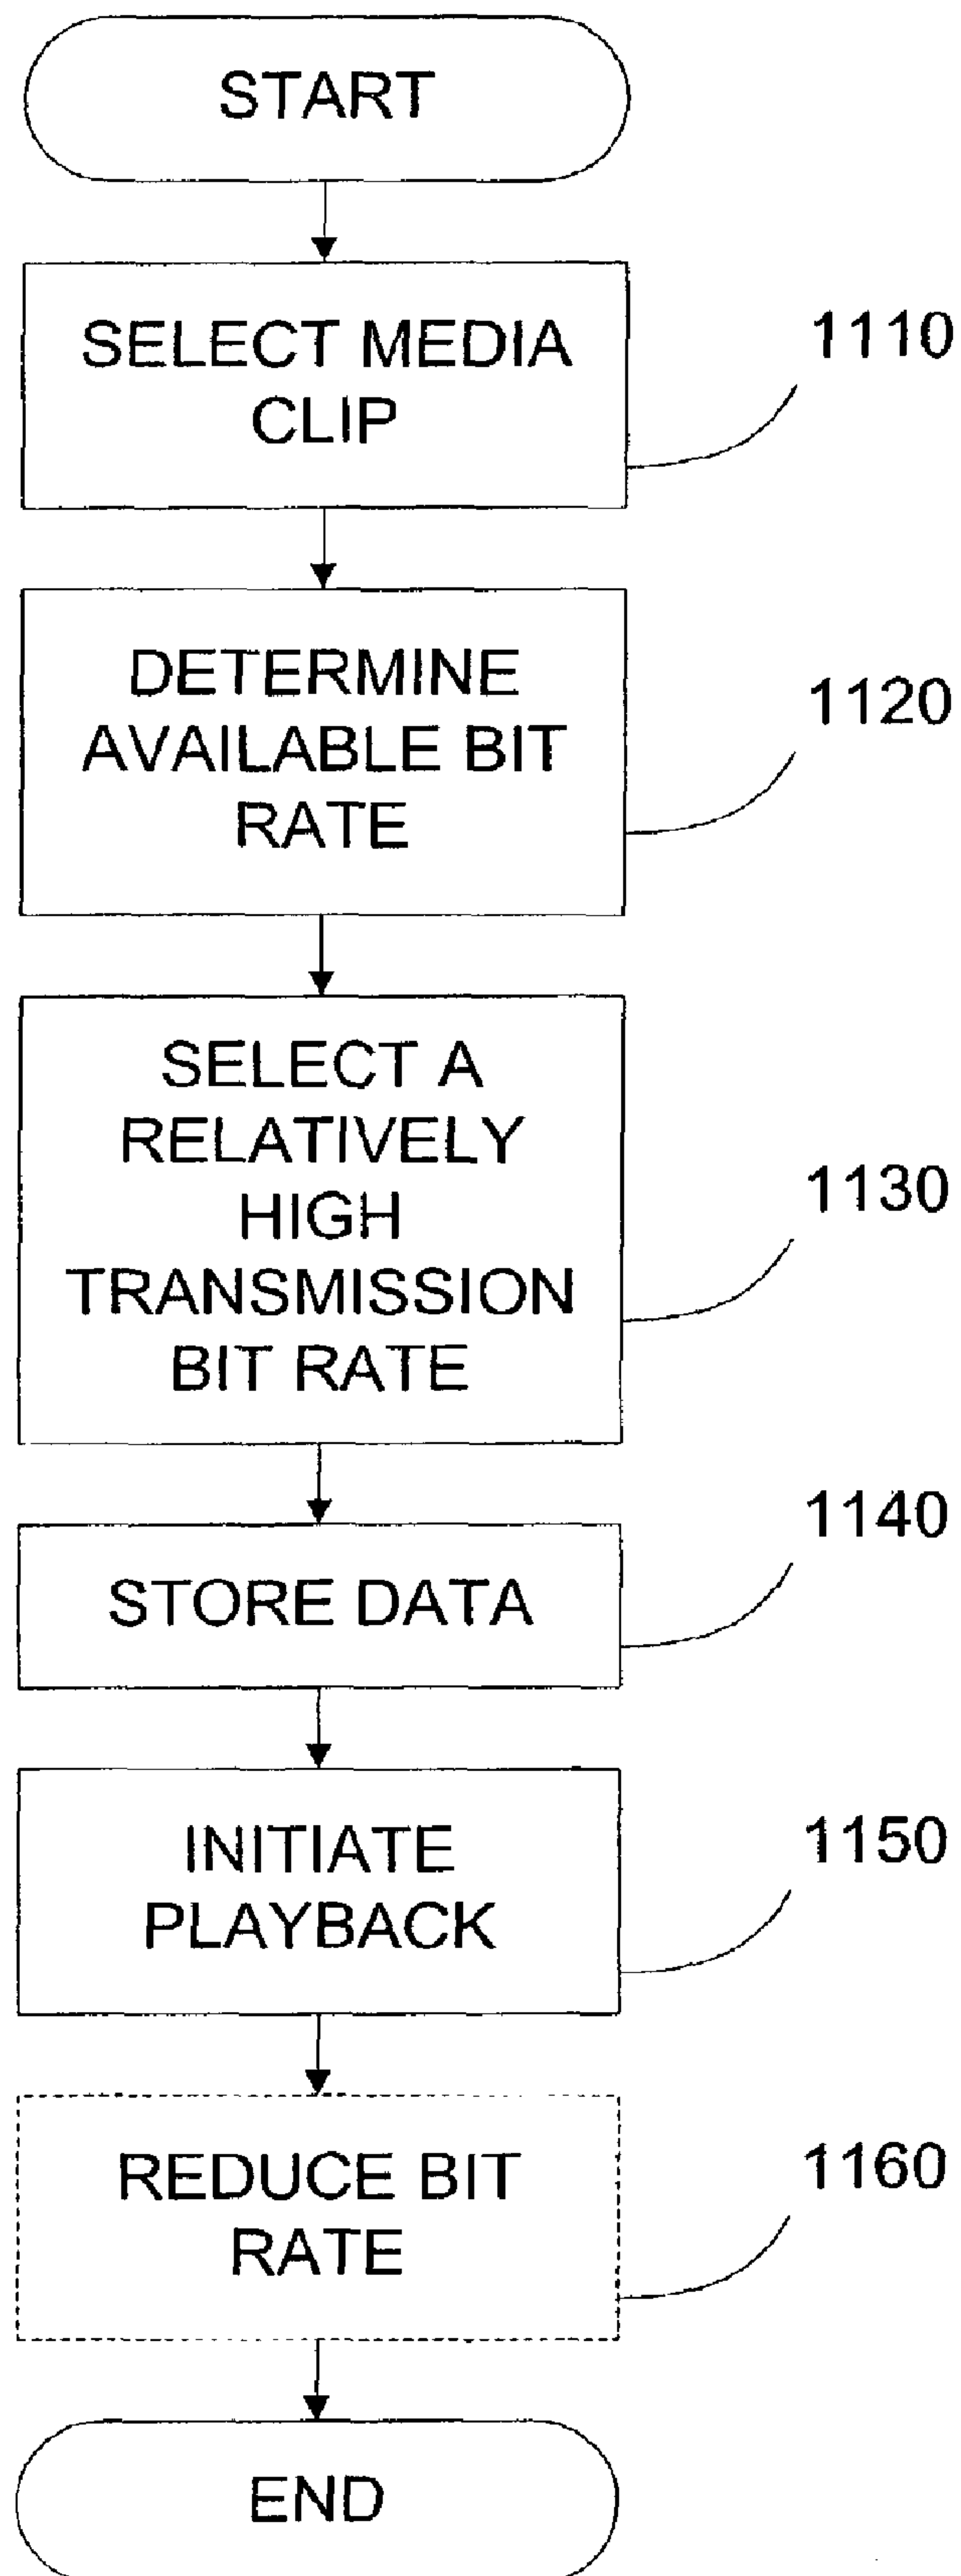 START
SELECT MEDIA
CLIP
1110
DETERMINE
AVAILABLE BIT
RATE
1120
SELECT A
RELATIVELY
HIGH
TRANSMISSION
BIT RATE
1130
STORE DATA
1140
INITIATE
PLAYBACK
1150
REDUCE BIT
RATE
1160
END